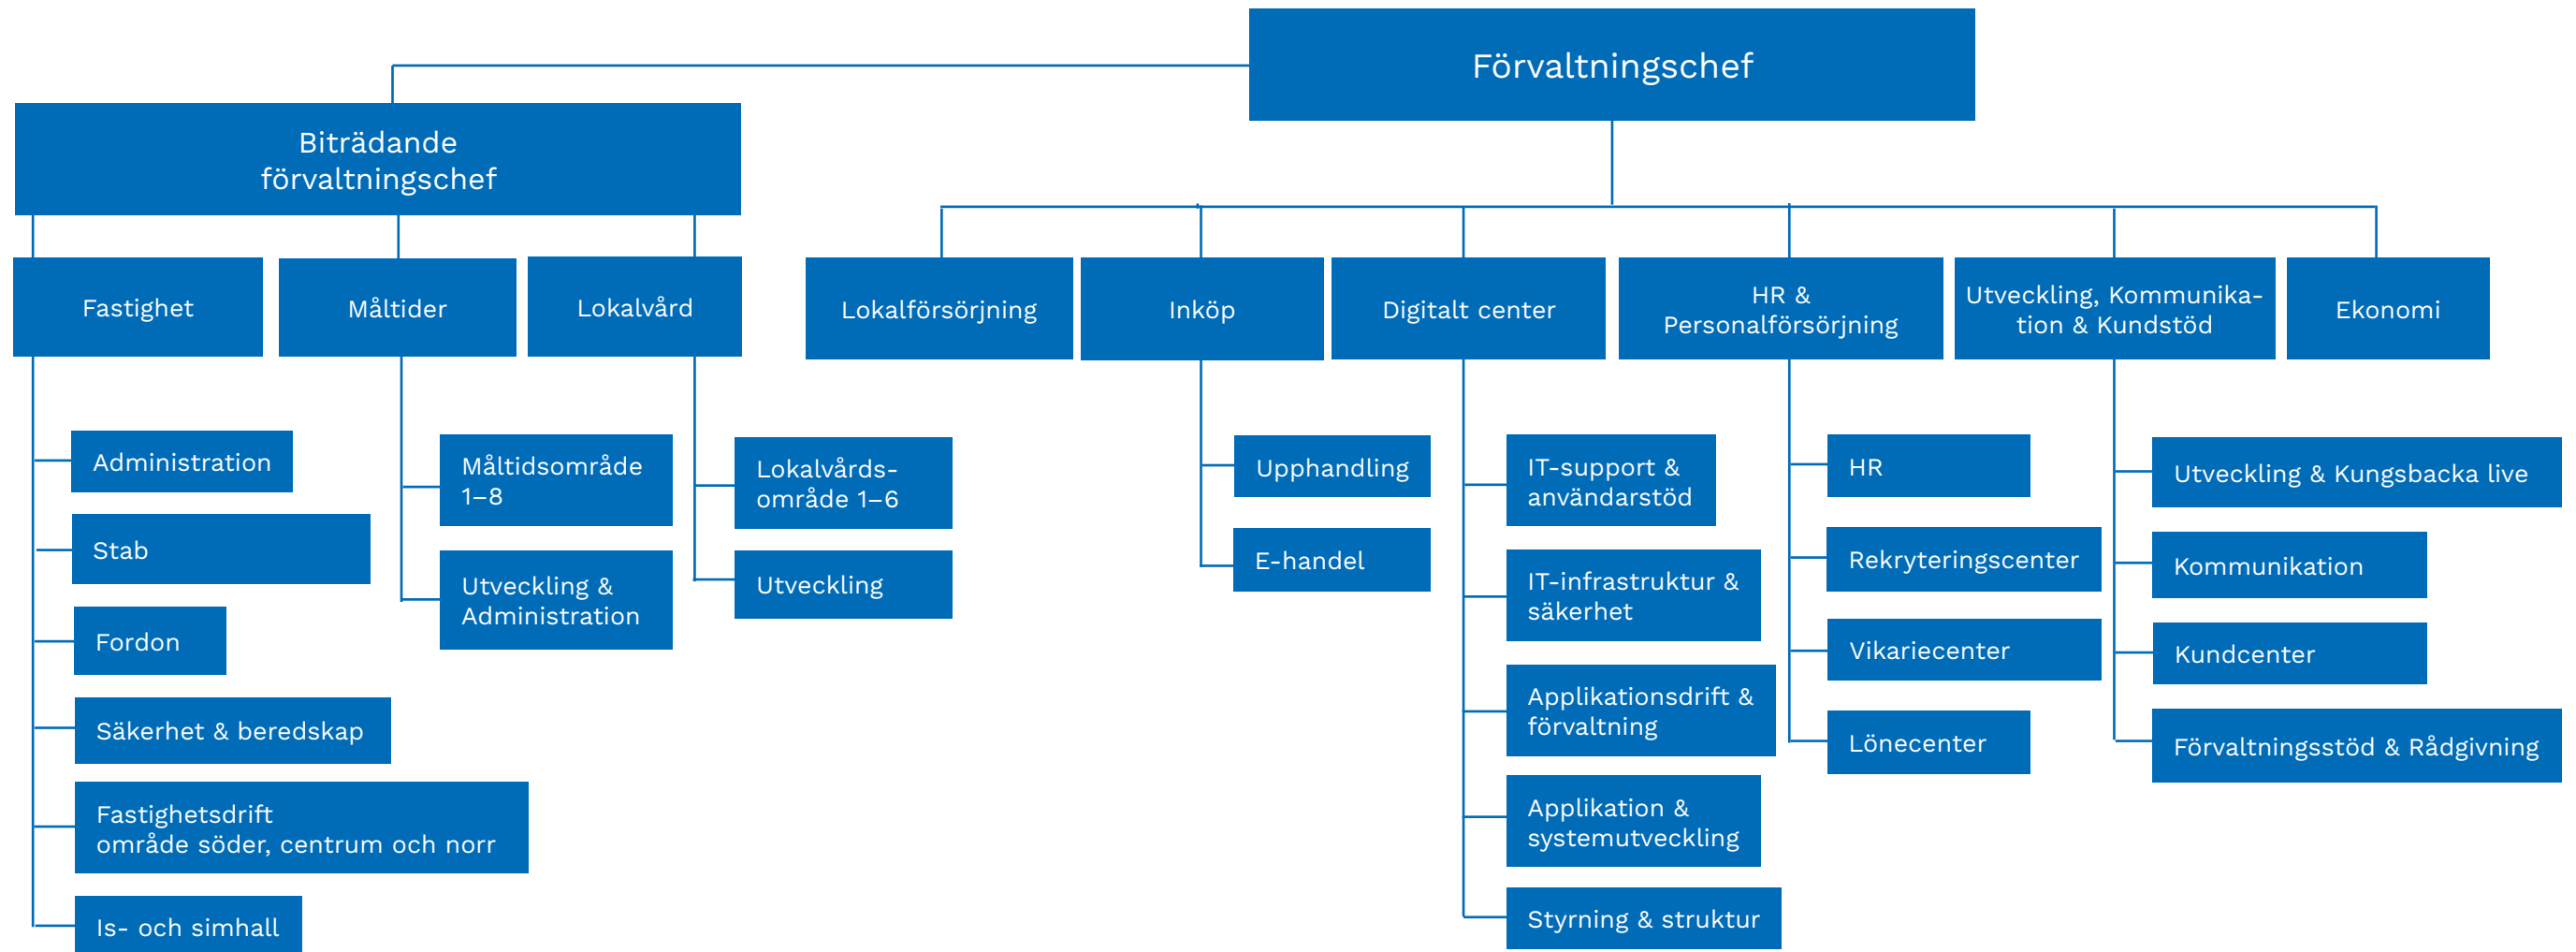 Förvaltningschef
Biträdande
förvaltningschef
Fastighet
Måltider
Lokalvård
Lokalförsörjning
Inköp
Digitalt center
HR &
Personalförsörjning
Utveckling, Kommunika-
tion & Kundstöd
Ekonomi
Administration
Stab
Fordon
Säkerhet & beredskap
Fastighetsdrift
område söder, centrum och norr
Is- och simhall
Måltidsområde
1–8
Utveckling &
Administration
Lokalvårds-
område 1–6
Utveckling
Upphandling
E-handel
IT-support &
användarstöd
IT-infrastruktur &
säkerhet
Applikationsdrift &
förvaltning
Applikation &
systemutveckling
Styrning & struktur
HR
Rekryteringscenter
Vikariecenter
Lönecenter
Utveckling & Kungsbacka live
Kommunikation
Kundcenter
Förvaltningsstöd & Rådgivning